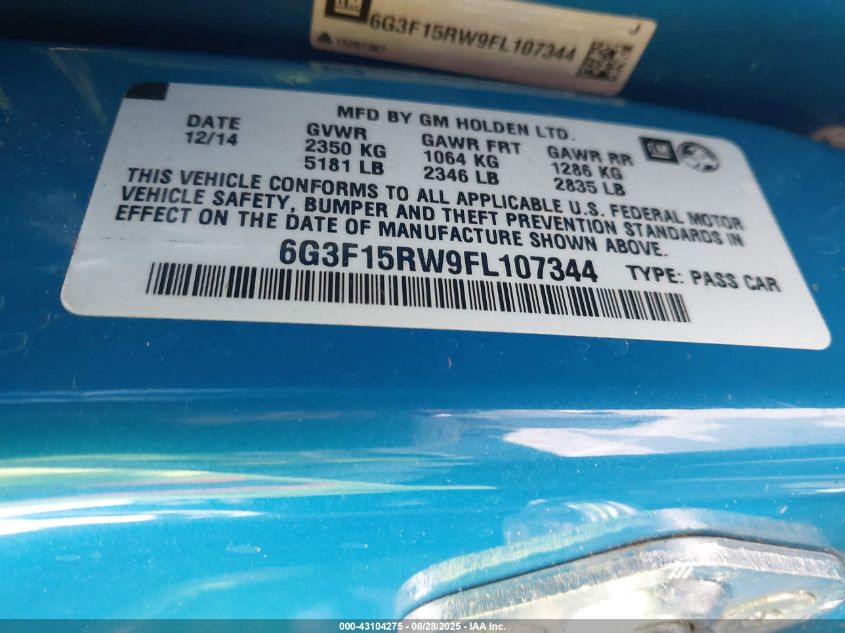 GM
6G3F15RW9FL107344
J
MFD BY GM HOLDEN LTD.
DATE
12/14
GVWR
2350 KG
5181 LB
GAWR FRT
1064 KG
2346 LB
GAWR RR
1286 KG
2835 LB
GM
THIS VEHICLE CONFORMS TO ALL APPLICABLE U.S. FEDERAL MOTOR
VEHICLE SAFETY, BUMPER AND THEFT PREVENTION STANDARDS IN
EFFECT ON THE DATE OF MANUFACTURE SHOWN ABOVE.
6G3F15RW9FL107344 TYPE: PASS CAR
000-43104275 - 08/28/2025 - IAA Inc.